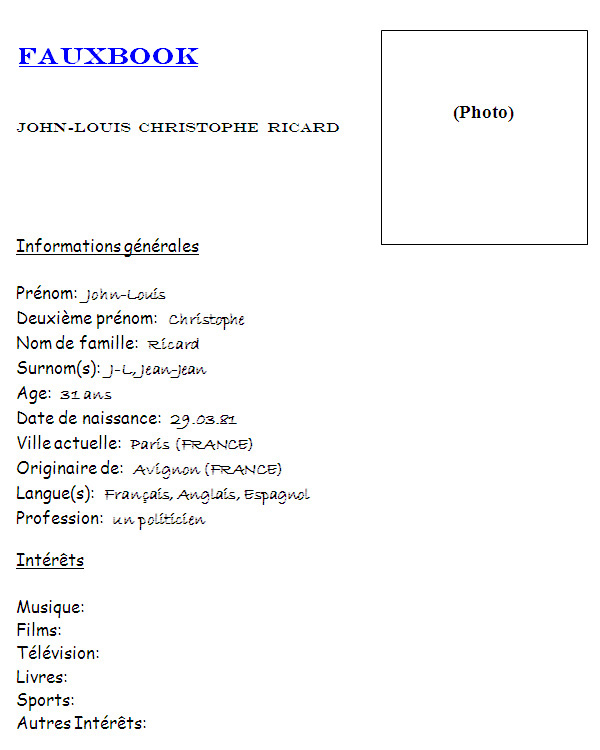 FAUXBOOK
(Photo)
JOHN-LOUIS CHRISTOPHE RICARD
Informations générales
Prénom: John-Louis
Deuxième prénom: Christophe
Nom de famille: Ricard
Surnom(s): J-L, Jean-Jean
Age: 31 ans
Date de naissance: 29.03.81
Ville actuelle: Paris (FRANCE)
Originaire de: Avignon (FRANCE)
Langue(s): Français, Anglais, Espagnol
Profession: un politicien
Intérêts
Musique:
Films:
Télévision:
Livres:
Sports:
Autres Intérêts: